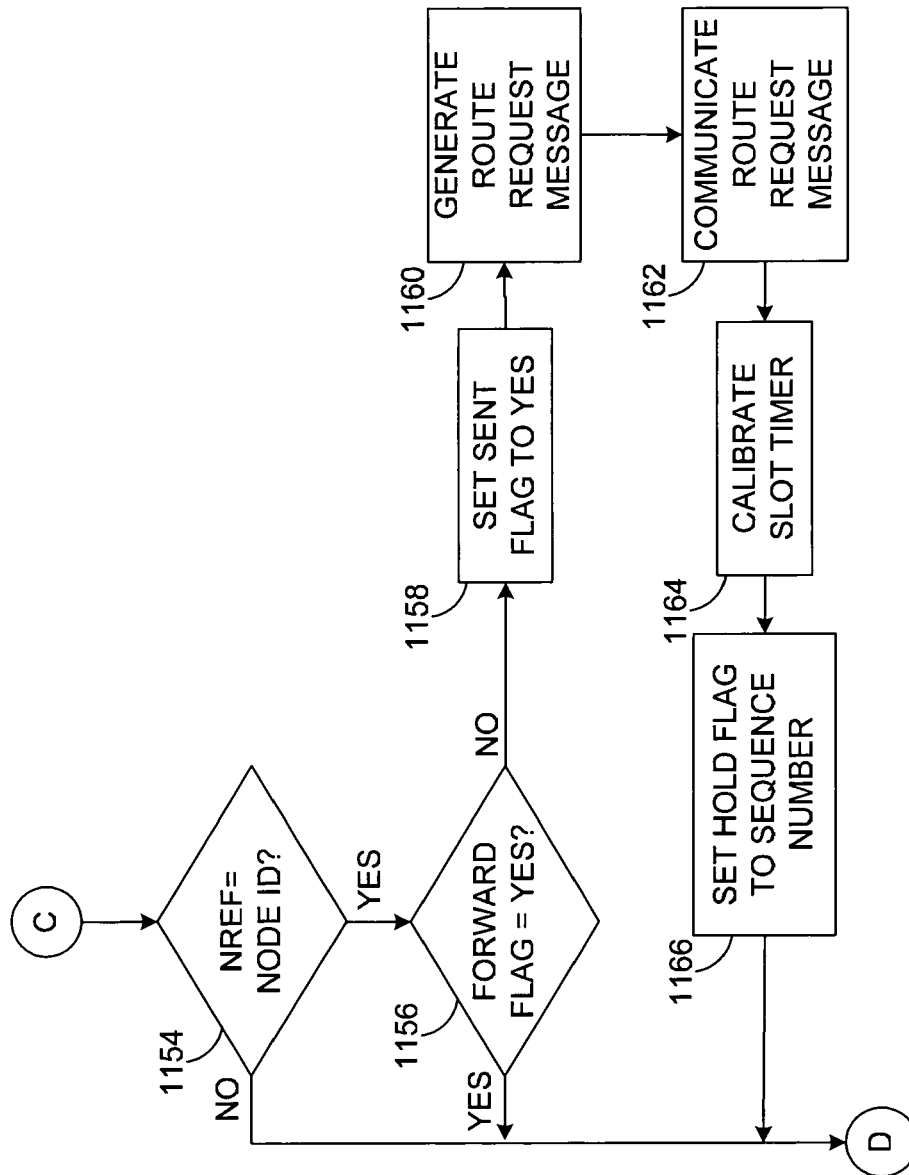 C
1154
NREF=
NODE ID?
NO
YES
1156
FORWARD
FLAG = YES?
YES
NO
1158
SET SENT
FLAG TO YES
1160
GENERATE
ROUTE
REQUEST
MESSAGE
1162
COMMUNICATE
ROUTE
REQUEST
MESSAGE
1164
CALIBRATE
SLOT TIMER
1166
SET HOLD FLAG
TO SEQUENCE
NUMBER
D